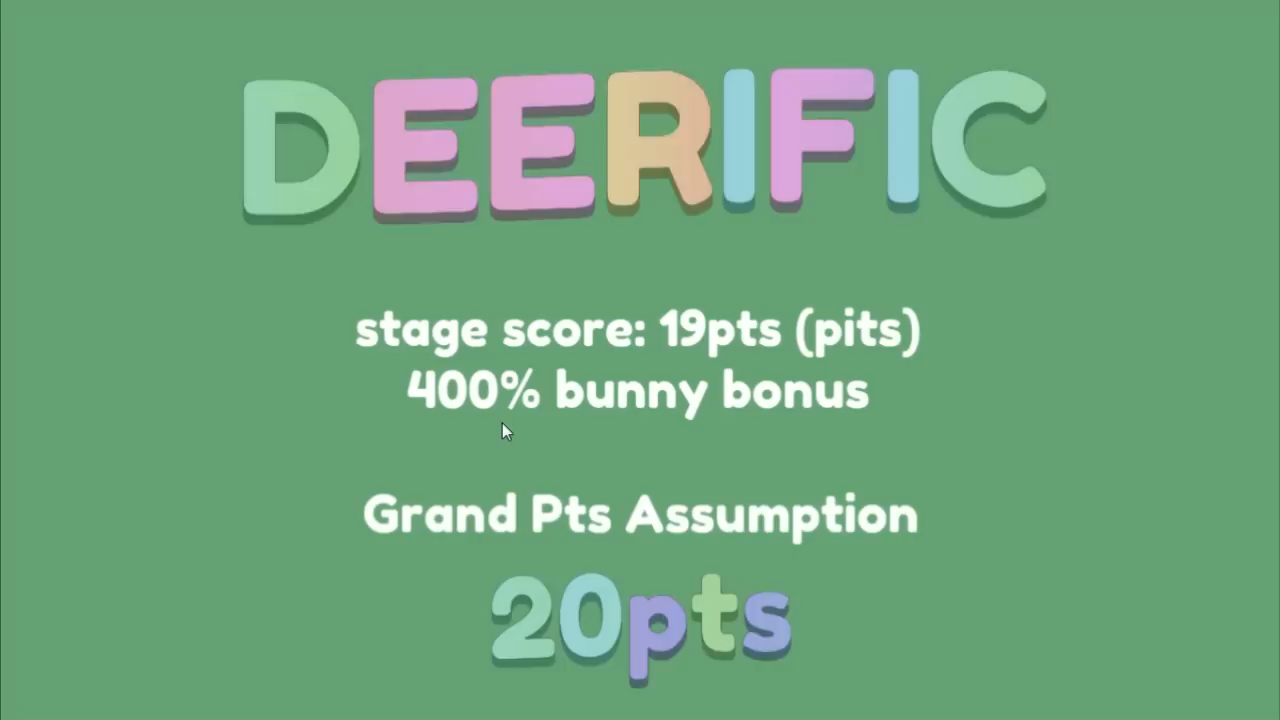 DEERIFIC
stage score: 19pts (pits)
400% bunny bonus
Grand Pts Assumption
20pts